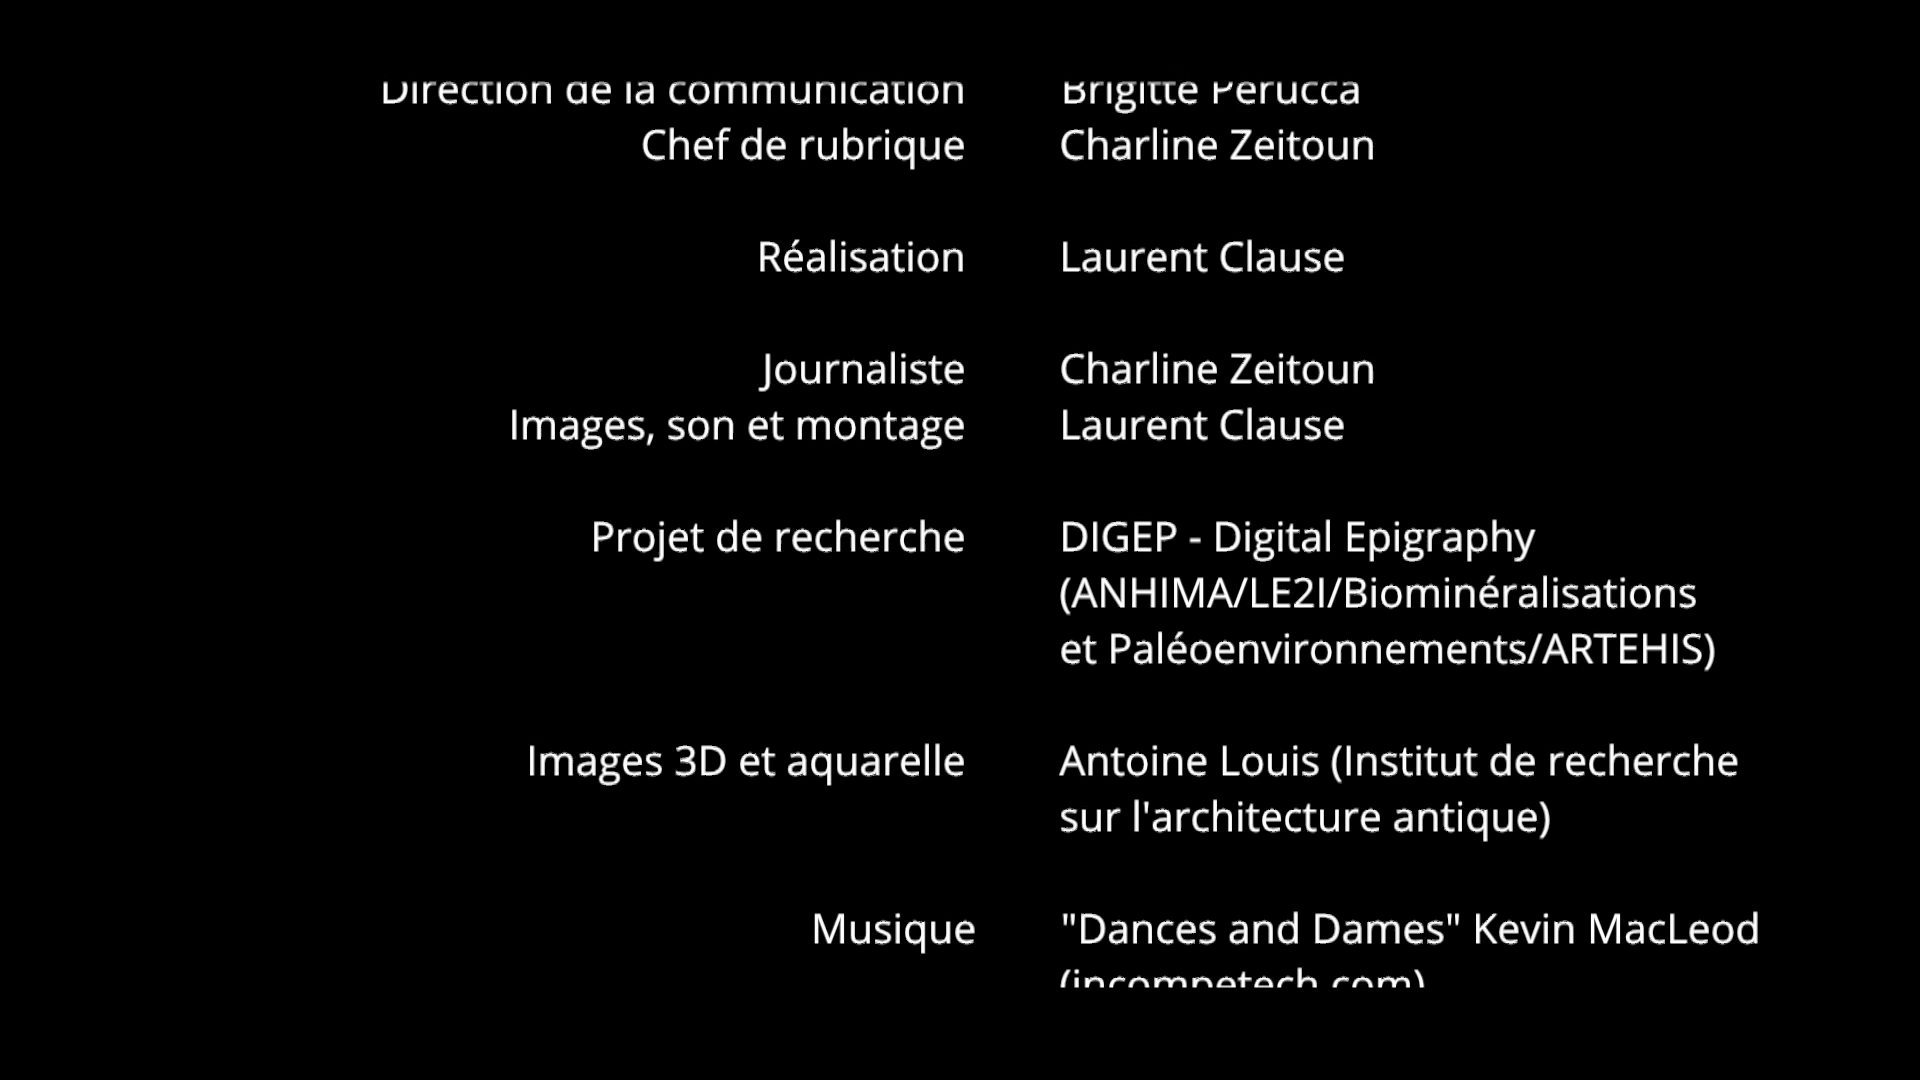 Direction de la communication Brigitte Perucca
Chef de rubrique Charline Zeitoun
Réalisation Laurent Clause
Journaliste Charline Zeitoun
Images, son et montage Laurent Clause
Projet de recherche DIGEP - Digital Epigraphy
(ANHIMA/LE2I/Biominéralisations
et Paléoenvironnements/ARTEHIS)
Images 3D et aquarelle Antoine Louis (Institut de recherche
sur l'architecture antique)
Musique "Dances and Dames" Kevin MacLeod
(incompetech.com)